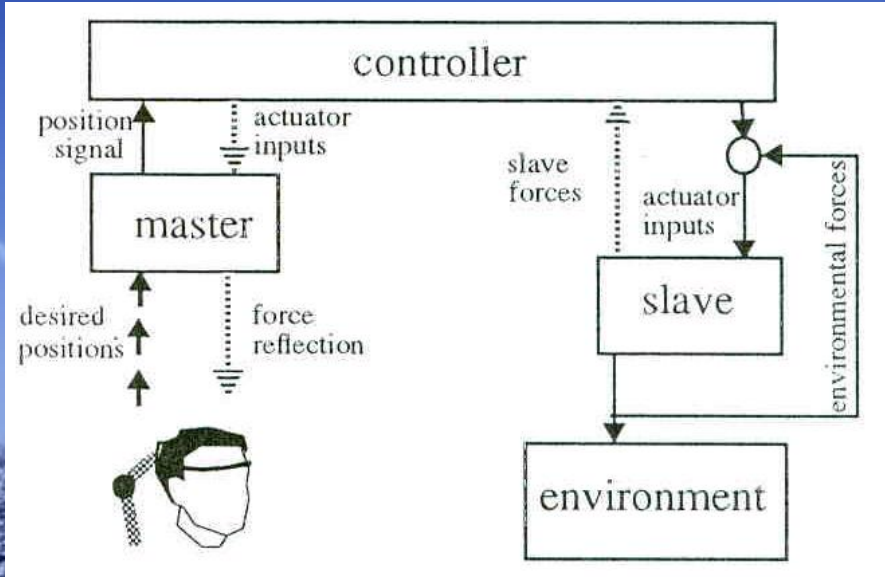 controller
position
signal
actuator
inputs
master
desired
positions
force
reflection
slave
forces
actuator
inputs
environmental forces
slave
environment